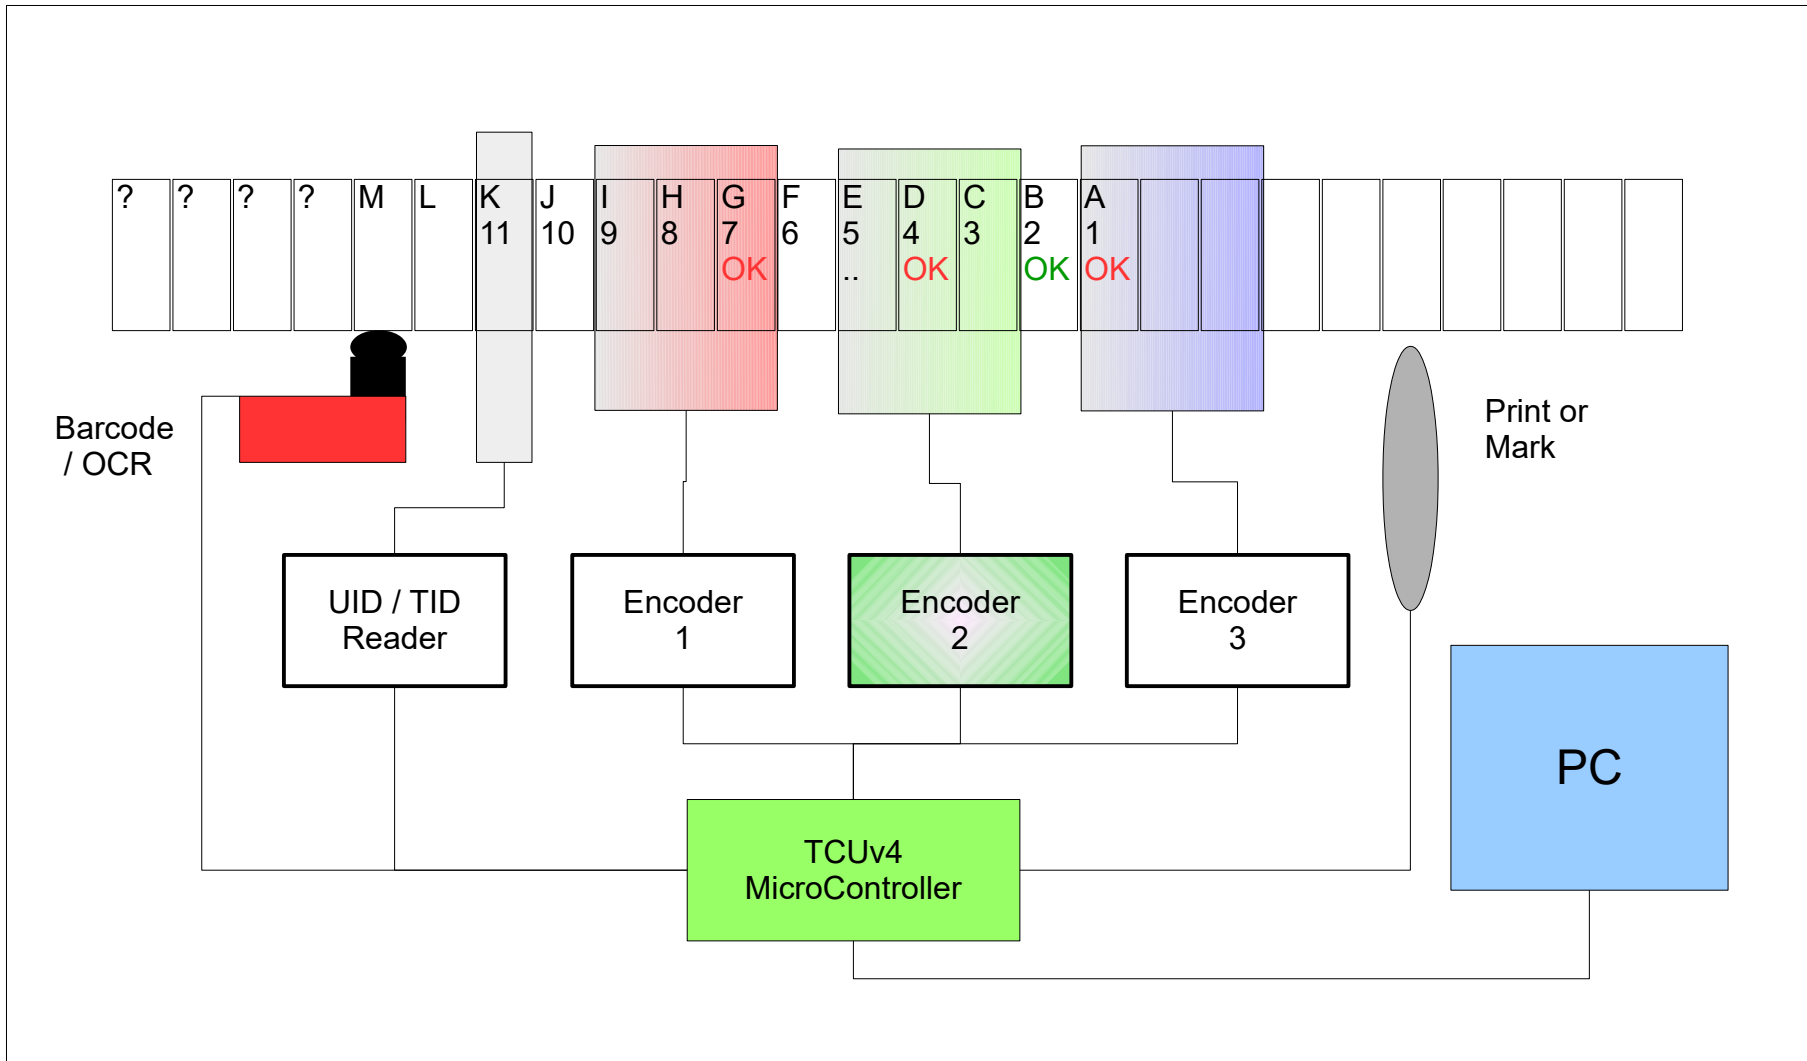 ? ? ? ? M L K J I H G F E D C B A
11 10 9 8 7 6 5 4 3 2 1
OK .. OK OK OK
Barcode
/ OCR
Print or
Mark
UID / TID
Reader
Encoder
1
Encoder
2
Encoder
3
PC
TCUv4
MicroController